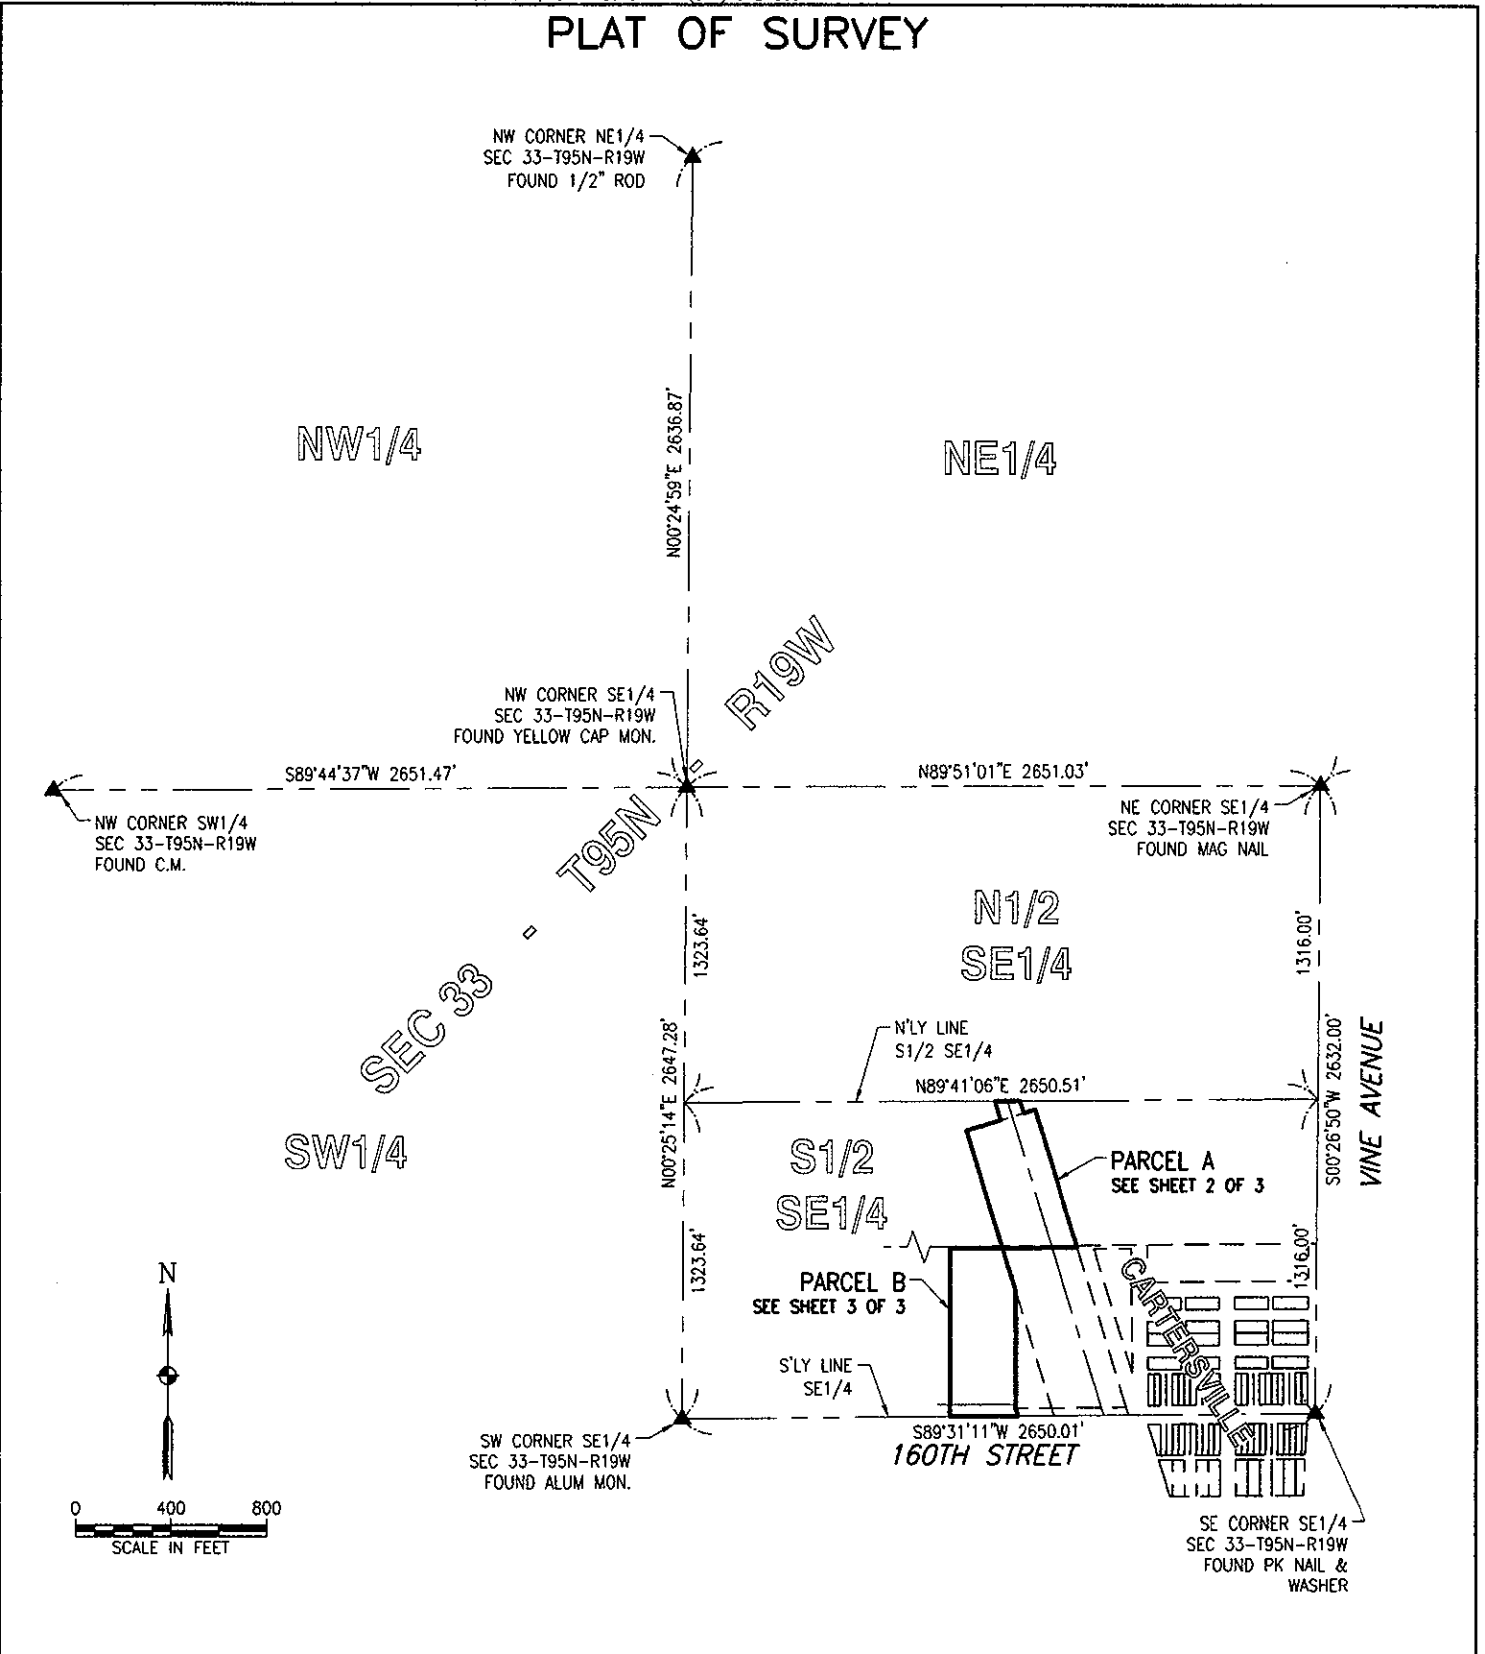 PLAT OF SURVEY
NW CORNER NE1/4
SEC 33-T95N-R19W
FOUND 1/2" ROD
N00°24'59"E 2636.87'
NW1/4
NE1/4
SEC 33 - T95N - R19W
NW CORNER SE1/4
SEC 33-T95N-R19W
FOUND YELLOW CAP MON.
S89°44'37"W 2651.47'
N89°51'01"E 2651.03'
NW CORNER SW1/4
SEC 33-T95N-R19W
FOUND C.M.
NE CORNER SE1/4
SEC 33-T95N-R19W
FOUND MAG NAIL
N1/2
SE1/4
1323.64'
1316.00'
N00°25'14"E 2647.28'
S00°26'50"W 2632.00'
VINE AVENUE
N'LY LINE
S1/2 SE1/4
N89°41'06"E 2650.51'
SW1/4
S1/2
SE1/4
PARCEL A
SEE SHEET 2 OF 3
1323.64'
1316.00'
PARCEL B
SEE SHEET 3 OF 3
CARTERSVILLE
S'LY LINE
SE1/4
S89°31'11"W 2650.01'
160TH STREET
SW CORNER SE1/4
SEC 33-T95N-R19W
FOUND ALUM MON.
SE CORNER SE1/4
SEC 33-T95N-R19W
FOUND PK NAIL &
WASHER
N
0 400 800
SCALE IN FEET